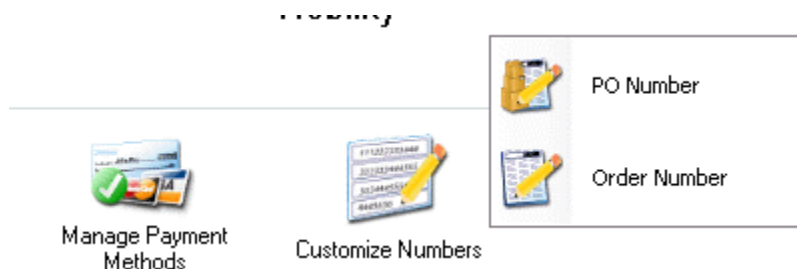 PO Number
Order Number
Manage Payment
Methods
Customize Numbers